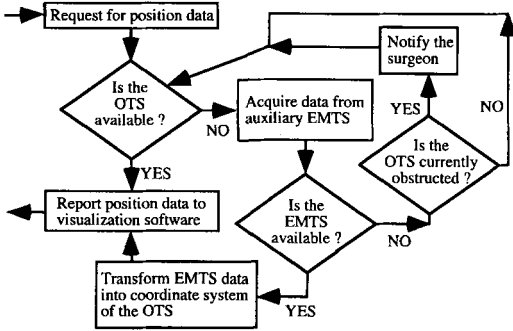 Request for position data
Is the
OTS
available ?
YES
NO
Report position data to
visualization software
Acquire data from
auxiliary EMTS
Is the
EMTS
available ?
YES
NO
Transform EMTS data
into coordinate system
of the OTS
Is the
OTS currently
obstructed ?
YES
NO
Notify the
surgeon